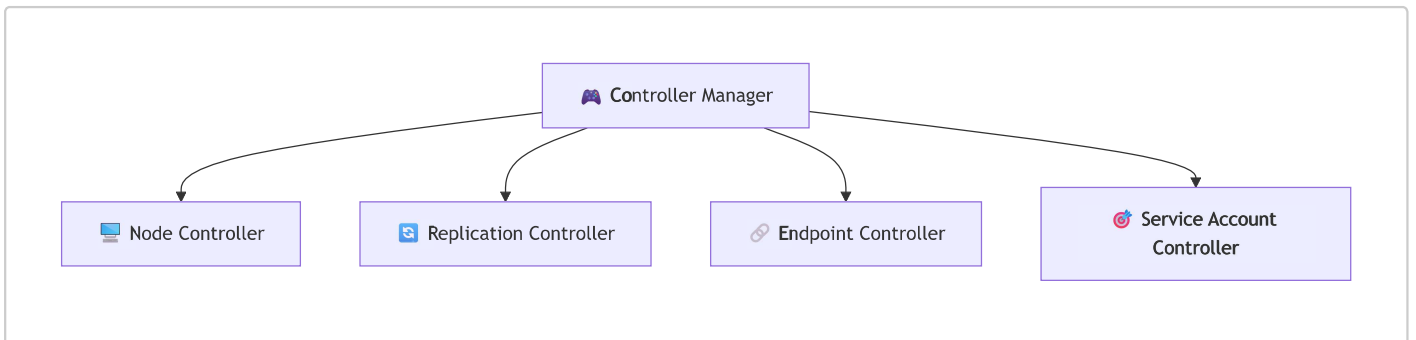 🎮 Controller Manager
🖥️ Node Controller
🔄 Replication Controller
🔗 Endpoint Controller
🎯 Service Account
Controller